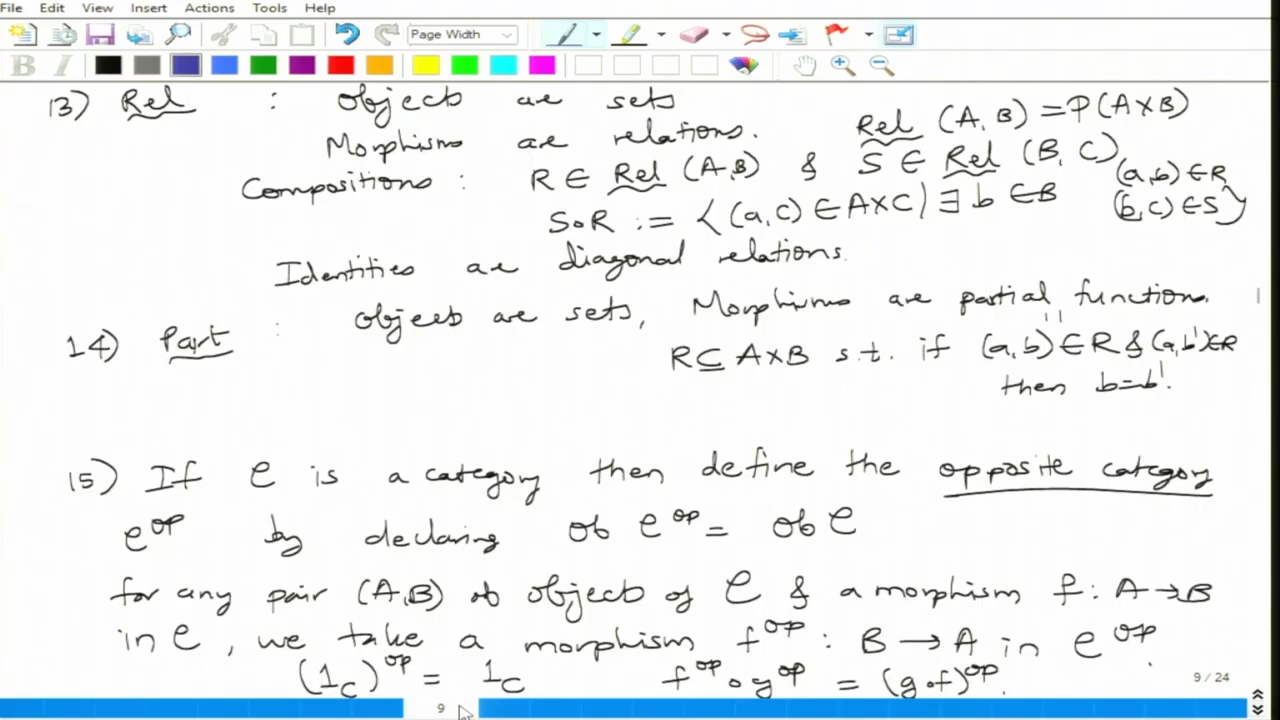 File Edit View Insert Actions Tools Help
Page Width
B I
13) Rel : Objects are sets
Morphisms are relations. Rel (A, B) = P(A×B)
Compositions : R ∈ Rel (A,B) & S ∈ Rel (B, C)
S∘R := {(a,c) ∈ A×C | ∃ b ∈ B (a,b) ∈ R, (b,c) ∈ S}
Identities are diagonal relations.
14) Part : Objects are sets, Morphisms are partial functions.
R ⊆ A×B s.t. if (a,b) ∈ R & (a,b') ∈ R
then b=b'.
15) If C is a category then define the opposite category
C^op by declaring Ob C^op = Ob C
for any pair (A,B) of objects of C & a morphism f: A → B
in C, we take a morphism f^op : B → A in C^op.
(1_C)^op = 1_C f^op ∘ g^op = (g∘f)^op.
9 / 24
9